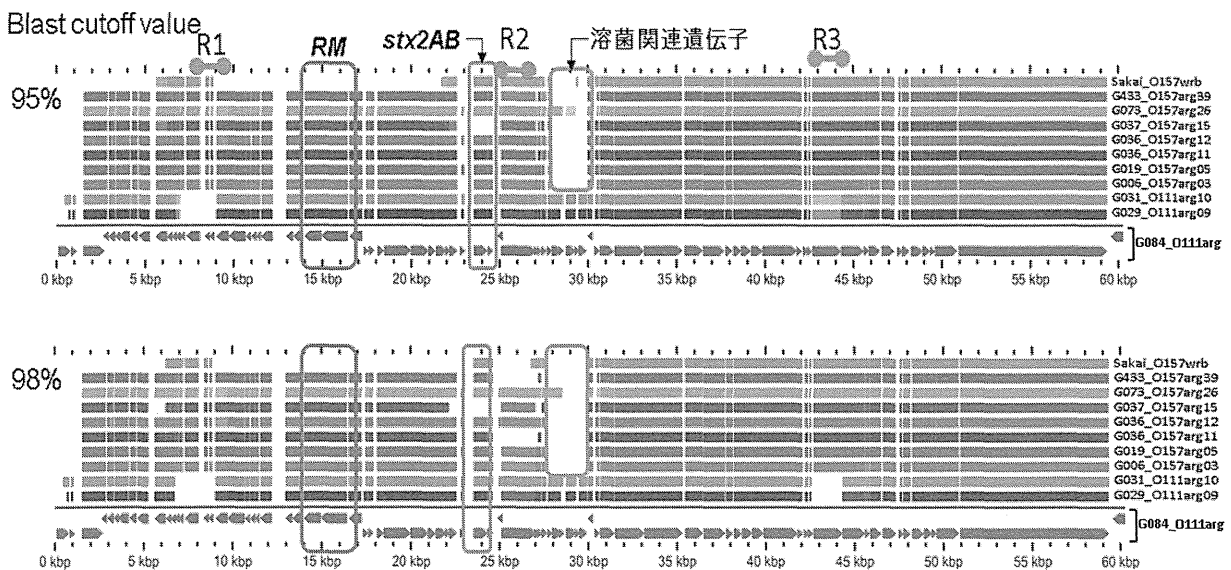 Blast cutoff value
R1
RM
stx2AB
R2
溶菌関連遺伝子
R3
95%
Sakai_O157wrb
G433_O157arg39
G073_O157arg26
G037_O157arg15
G036_O157arg12
G036_O157arg11
G019_O157arg05
G006_O157arg03
G031_O111arg10
G029_O111arg09
G084_O111arg
0 kbp 5 kbp 10 kbp 15 kbp 20 kbp 25 kbp 30 kbp 35 kbp 40 kbp 45 kbp 50 kbp 55 kbp 60 kbp
98%
Sakai_O157wrb
G433_O157arg39
G073_O157arg26
G037_O157arg15
G036_O157arg12
G036_O157arg11
G019_O157arg05
G006_O157arg03
G031_O111arg10
G029_O111arg09
G084_O111arg
0 kbp 5 kbp 10 kbp 15 kbp 20 kbp 25 kbp 30 kbp 35 kbp 40 kbp 45 kbp 50 kbp 55 kbp 60 kbp